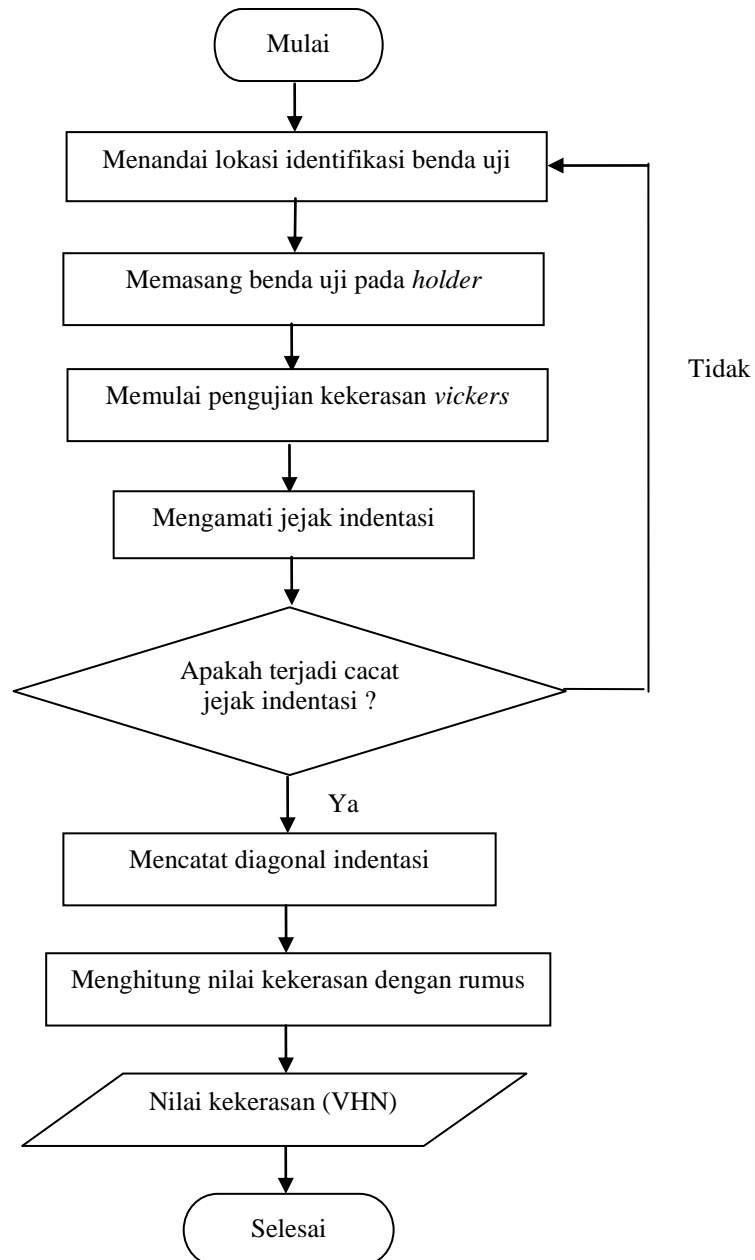 Mulai
Menandai lokasi identifikasi benda uji
Memasang benda uji pada holder
Memulai pengujian kekerasan vickers
Tidak
Mengamati jejak indentasi
Apakah terjadi cacat
jejak indentasi ?
Ya
Mencatat diagonal indentasi
Menghitung nilai kekerasan dengan rumus
Nilai kekerasan (VHN)
Selesai